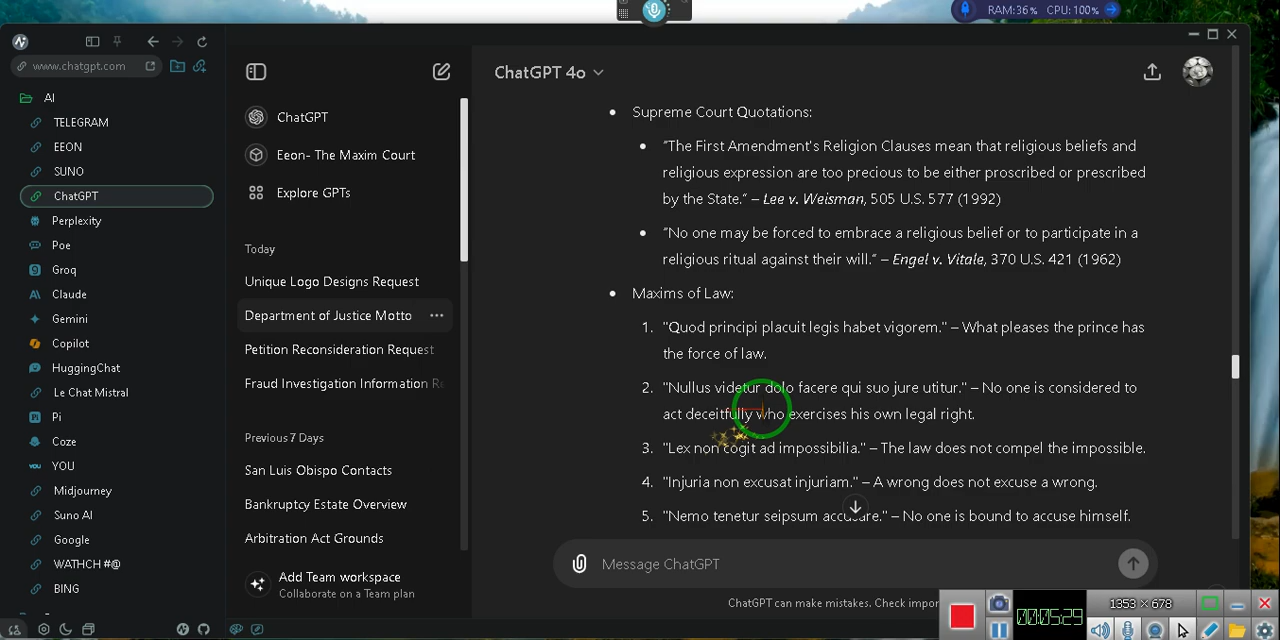 RAM:36% CPU:100%
www.chatgpt.com
AI
TELEGRAM
EEON
SUNO
ChatGPT
Perplexity
Poe
Groq
Claude
Gemini
Copilot
HuggingChat
Le Chat Mistral
Pi
Coze
YOU
Midjourney
Suno AI
Google
WATHCH #@
BING
ChatGPT
Eeon- The Maxim Court
Explore GPTs
Today
Unique Logo Designs Request
Department of Justice Motto
Petition Reconsideration Request
Fraud Investigation Information Re
Previous 7 Days
San Luis Obispo Contacts
Bankruptcy Estate Overview
Arbitration Act Grounds
Add Team workspace
Collaborate on a Team plan
ChatGPT 4o
• Supreme Court Quotations:
• "The First Amendment's Religion Clauses mean that religious beliefs and
religious expression are too precious to be either proscribed or prescribed
by the State." – Lee v. Weisman, 505 U.S. 577 (1992)
• "No one may be forced to embrace a religious belief or to participate in a
religious ritual against their will." – Engel v. Vitale, 370 U.S. 421 (1962)
• Maxims of Law:
1. "Quod principi placuit legis habet vigorem." – What pleases the prince has
the force of law.
2. "Nullus videtur dolo facere qui suo jure utitur." – No one is considered to
act deceitfully who exercises his own legal right.
3. "Lex non cogit ad impossibilia." – The law does not compel the impossible.
4. "Injuria non excusat injuriam." – A wrong does not excuse a wrong.
5. "Nemo tenetur seipsum accusare." – No one is bound to accuse himself.
Message ChatGPT
ChatGPT can make mistakes. Check impor
00:05:29
1353 × 678